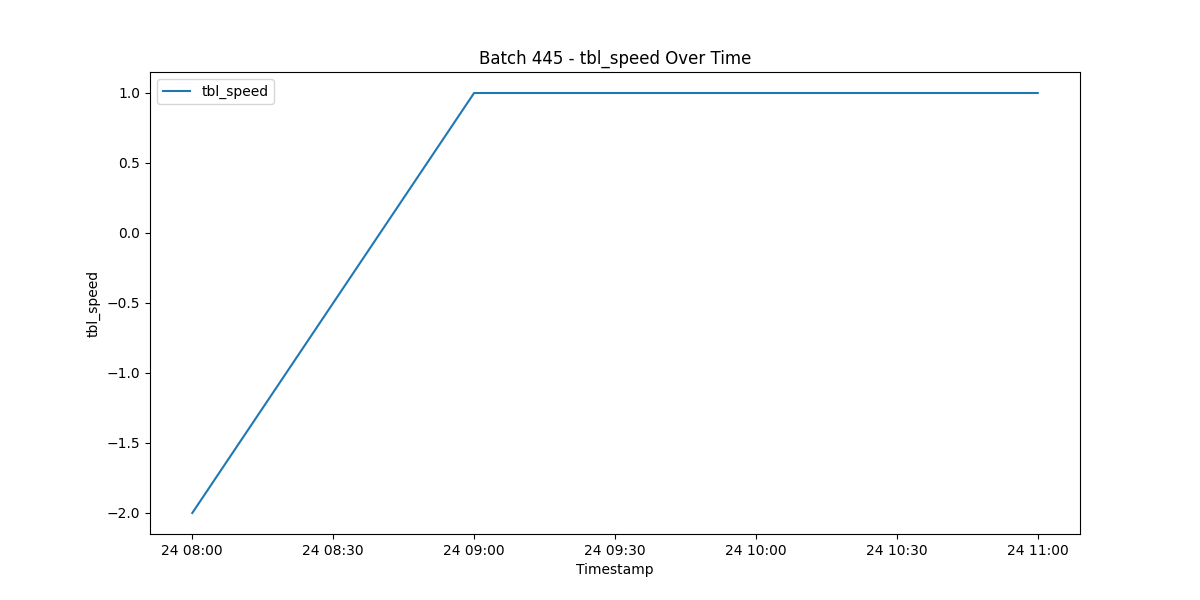 Batch 445 - tbl_speed Over Time
tbl_speed
1.0
0.5
0.0
−0.5
−1.0
−1.5
−2.0
tbl_speed
24 08:00 24 08:30 24 09:00 24 09:30 24 10:00 24 10:30 24 11:00
Timestamp